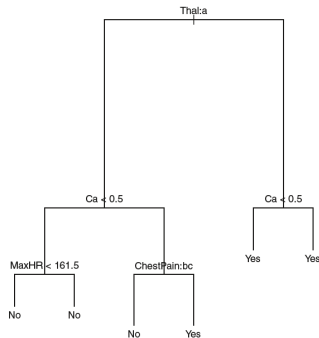 Thal:a
Ca < 0.5
Ca < 0.5
Yes
Yes
MaxHR < 161.5
ChestPain:bc
No
No
No
Yes